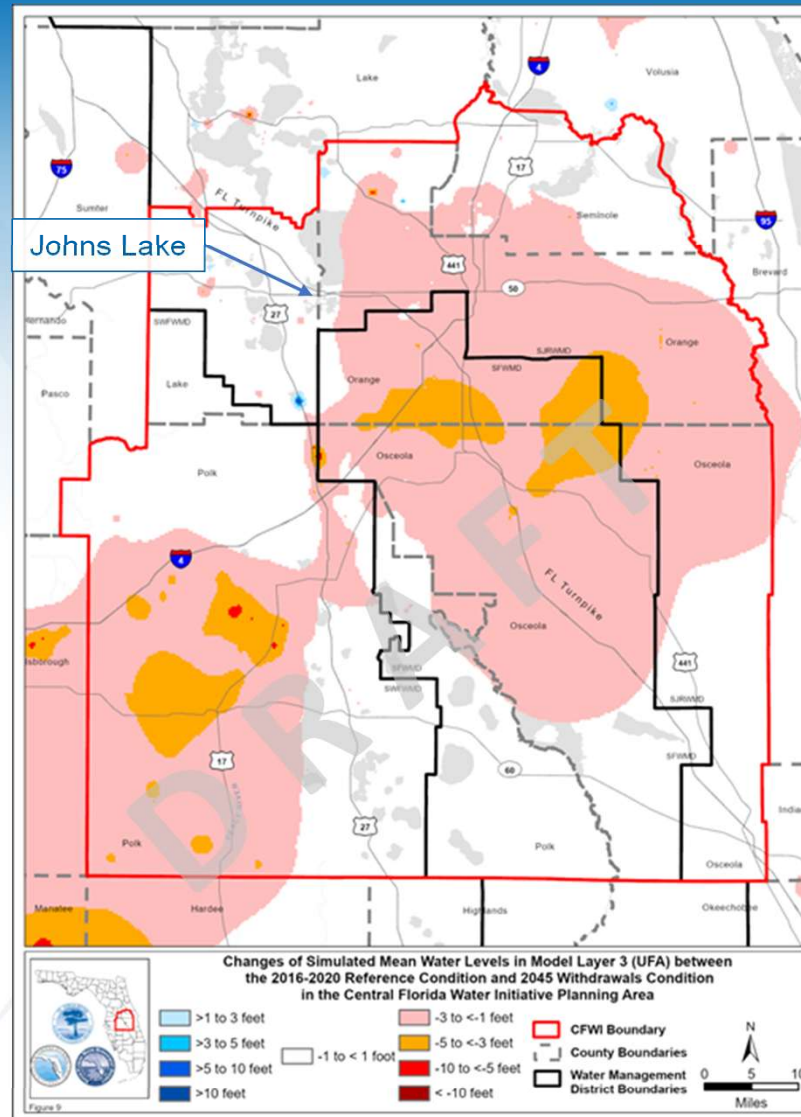 Lake
Volusia
4
75
17
Sumter
FL Turnpike
Seminole
95
Johns Lake
441
Brevard
50
27
SWFWMD
Pasco
Lake
Orange
SJRWMD
SFWMD
Orange
Osceola
Polk
Osceola
4
FL Turnpike
Osceola
441
SFWMD
SWFWMD
SJRWMD
17
60
SFWMD
27
Polk
Polk
Osceola
Manatee
Hardee
Highlands
Okeechobee
DRAFT
Changes of Simulated Mean Water Levels in Model Layer 3 (UFA) between
the 2016-2020 Reference Condition and 2045 Withdrawals Condition
in the Central Florida Water Initiative Planning Area
>1 to 3 feet
>3 to 5 feet
>5 to 10 feet
>10 feet
-1 to < 1 foot
-3 to <-1 feet
-5 to <-3 feet
-10 to <-5 feet
< -10 feet
CFWI Boundary
County Boundaries
Water Management
District Boundaries
N
0 5 10
Miles
Figure 9